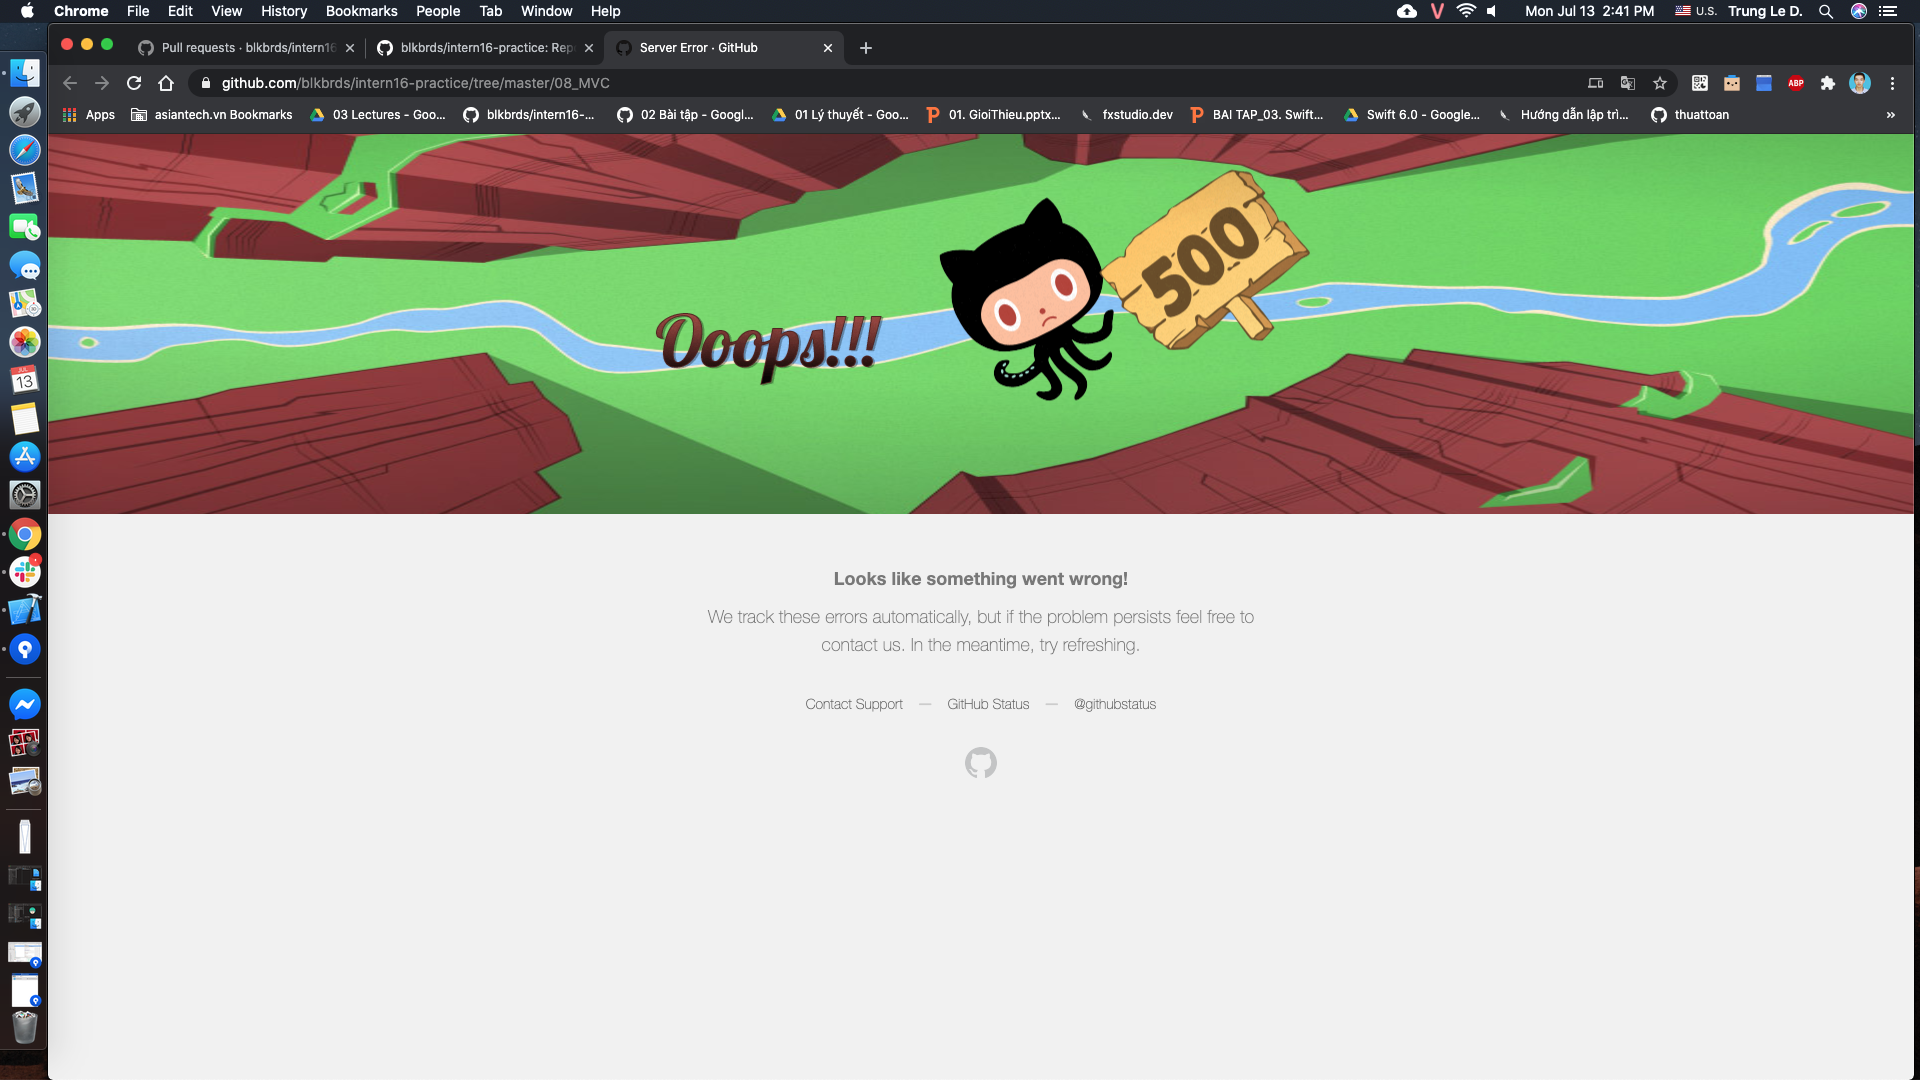 Chrome File Edit View History Bookmarks People Tab Window Help
V Mon Jul 13 2:41 PM U.S. Trung Le D.
Pull requests · blkbrds/intern16
blkbrds/intern16-practice: Rep
Server Error · GitHub
github.com/blkbrds/intern16-practice/tree/master/08_MVC
ABP
Apps
asiantech.vn Bookmarks
03 Lectures - Goo...
blkbrds/intern16-...
02 Bài tập - Googl...
01 Lý thuyết - Goo...
01. GioiThieu.pptx...
fxstudio.dev
BAI TAP_03. Swift...
Swift 6.0 - Google...
Hướng dẫn lập trì...
thuattoan
»
500
Ooops!!!
JUL
13
Looks like something went wrong!
We track these errors automatically, but if the problem persists feel free to
contact us. In the meantime, try refreshing.
Contact Support — GitHub Status — @githubstatus